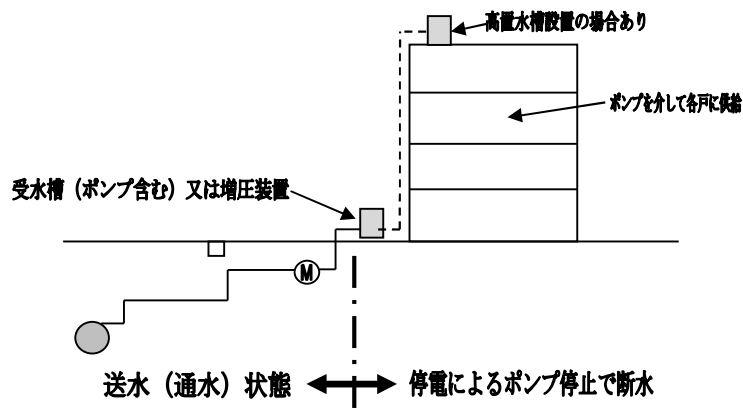 高置水槽設置の場合あり
ポンプを介して各戸に供給
受水槽（ポンプ含む）又は増圧装置
M
送水（通水）状態
停電によるポンプ停止で断水